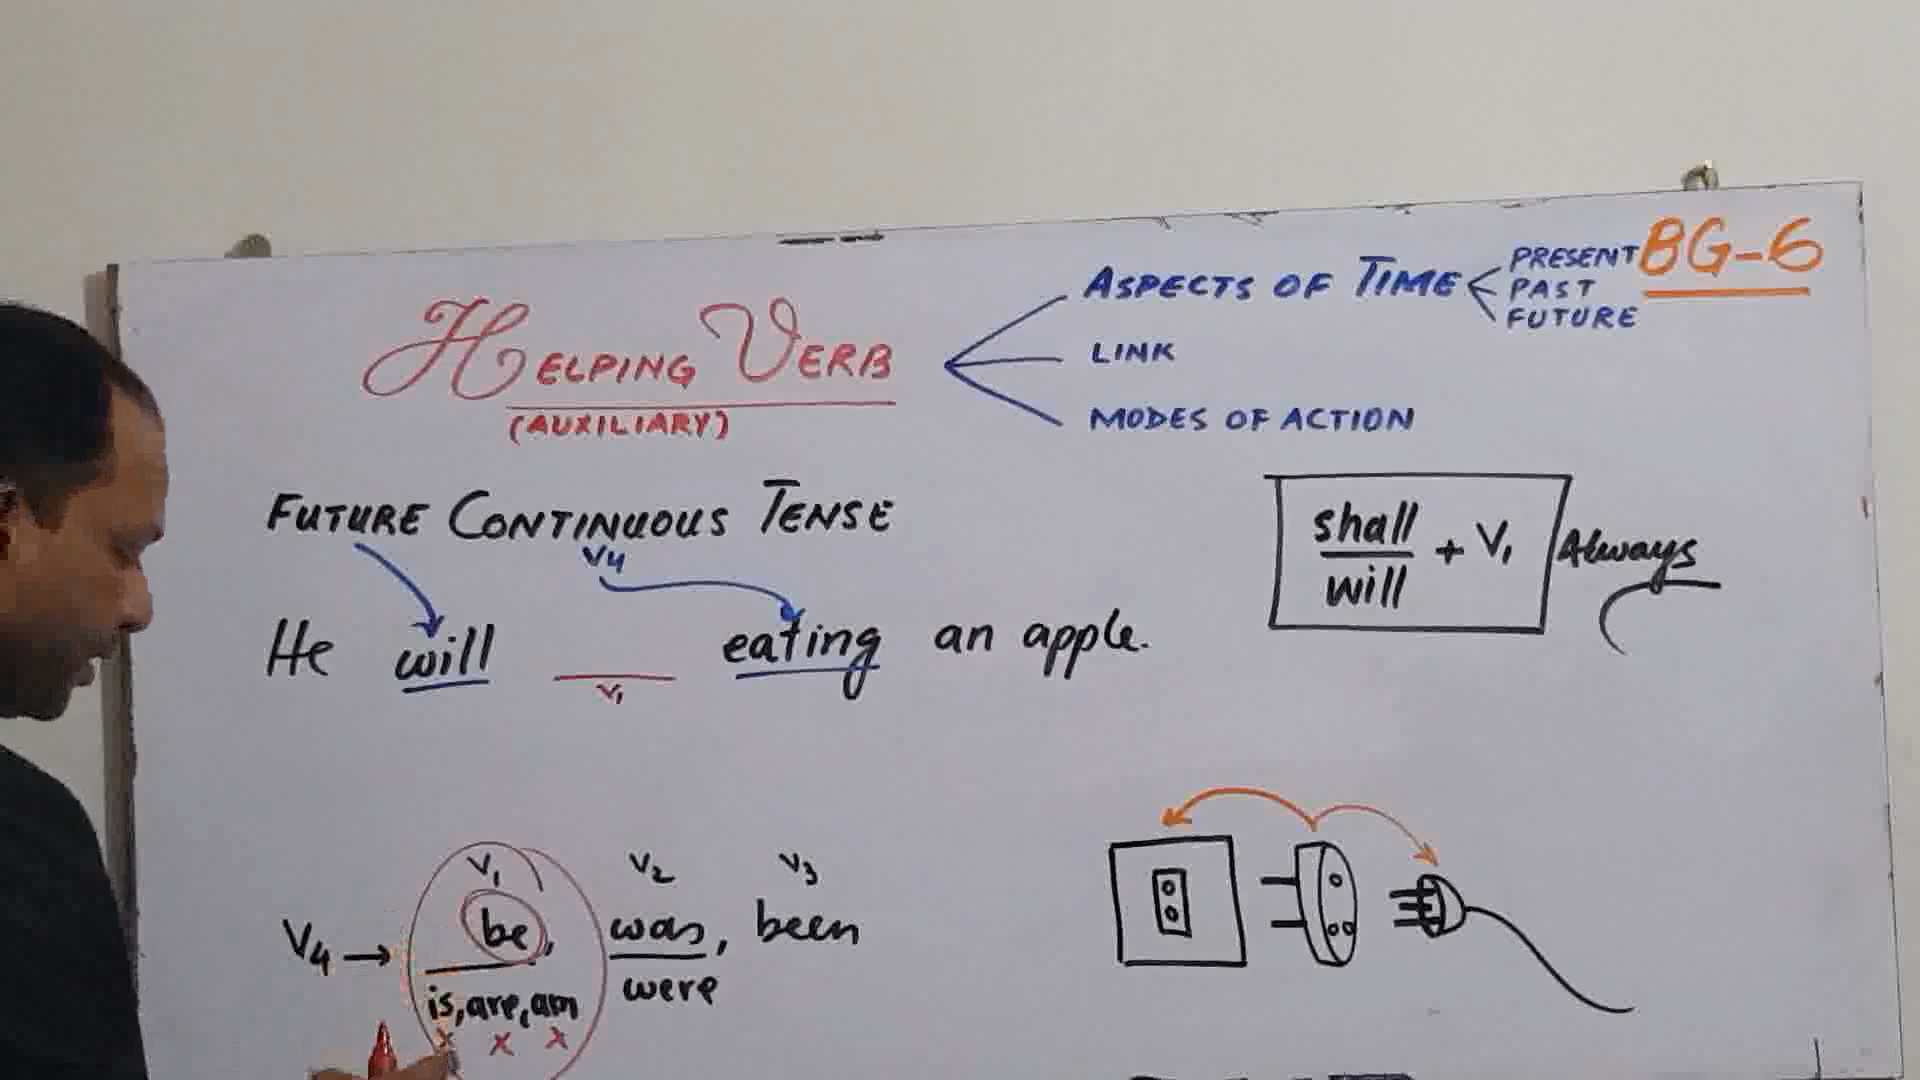 BG-6
HELPING VERB
(AUXILIARY)
ASPECTS OF TIME
PRESENT
PAST
FUTURE
LINK
MODES OF ACTION
FUTURE CONTINUOUS TENSE
V4
He will ____ eating an apple.
V1
shall
will
+ V1
Always
V1 V2 V3
V4 → be, was, been
is, are, am were
x x x